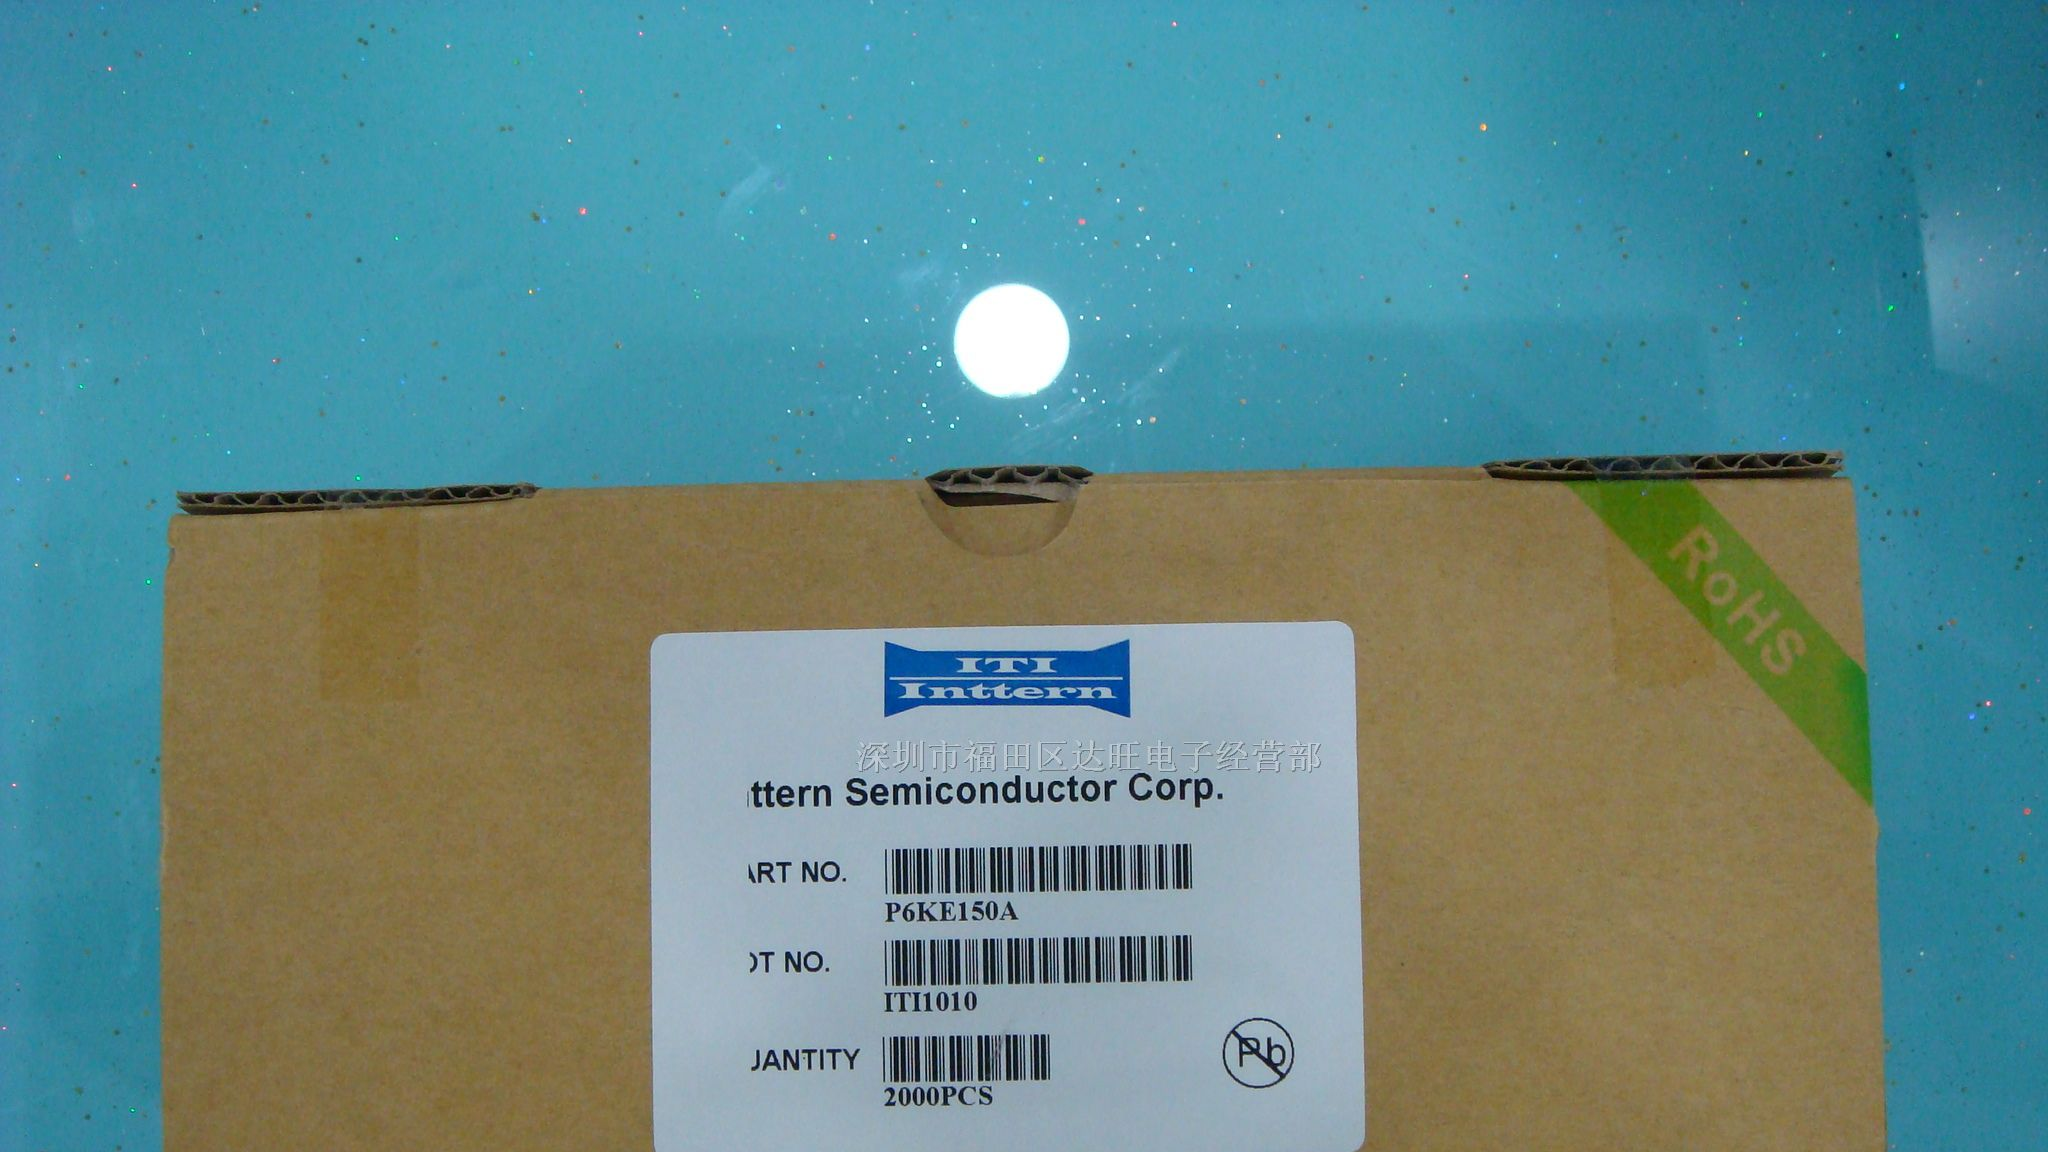 RoHS
ITI
Inttern
深圳市福田区达旺电子经营部
ttern Semiconductor Corp.
ART NO.
P6KE150A
OT NO.
ITI1010
UANTITY
2000PCS
Pb